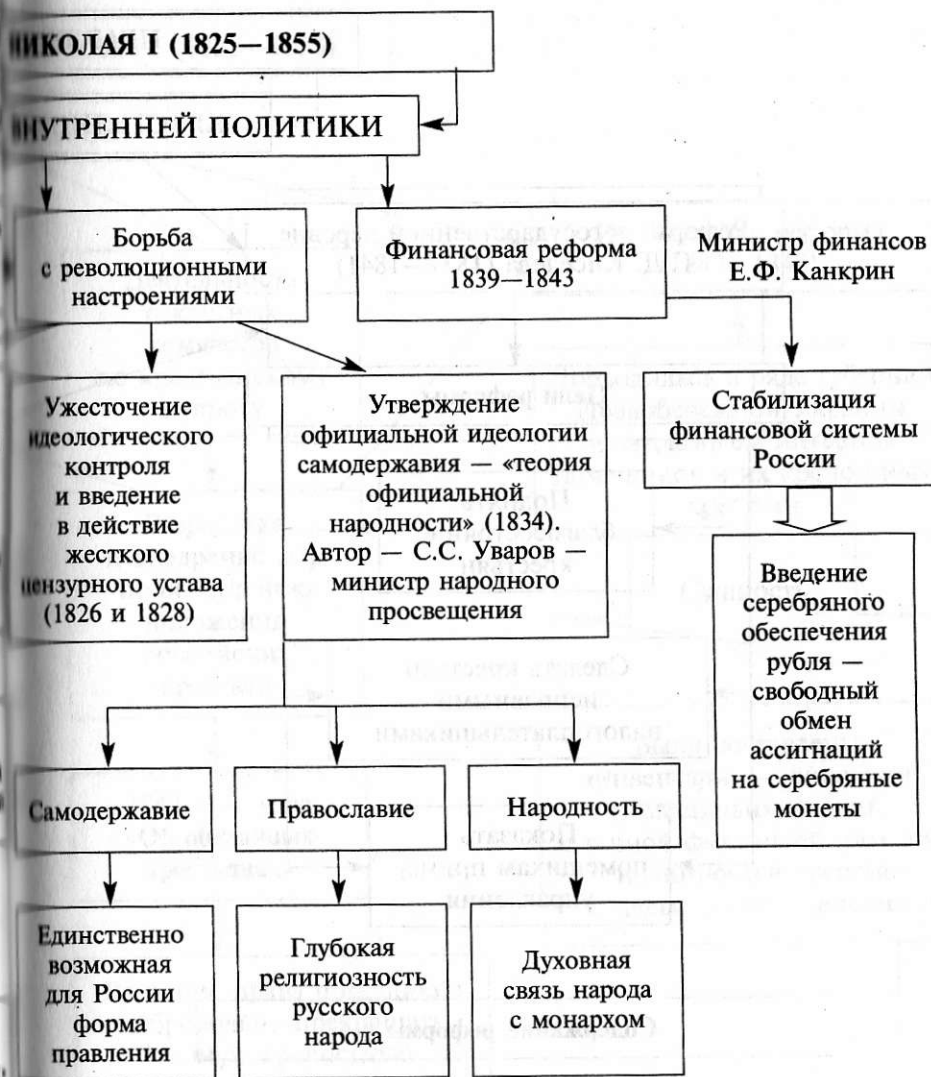 НИКОЛАЯ I (1825—1855)
ВНУТРЕННЕЙ ПОЛИТИКИ
Борьба
с революционными
настроениями
Финансовая реформа
1839—1843
Министр финансов
Е.Ф. Канкрин
Ужесточение
идеологического
контроля
и введение
в действие
жесткого
цензурного устава
(1826 и 1828)
Утверждение
официальной идеологии
самодержавия — «теория
официальной
народности» (1834).
Автор — С.С. Уваров —
министр народного
просвещения
Стабилизация
финансовой системы
России
Введение
серебряного
обеспечения
рубля —
свободный
обмен
ассигнаций
на серебряные
монеты
Самодержавие
Православие
Народность
Единственно
возможная
для России
форма
правления
Глубокая
религиозность
русского
народа
Духовная
связь народа
с монархом